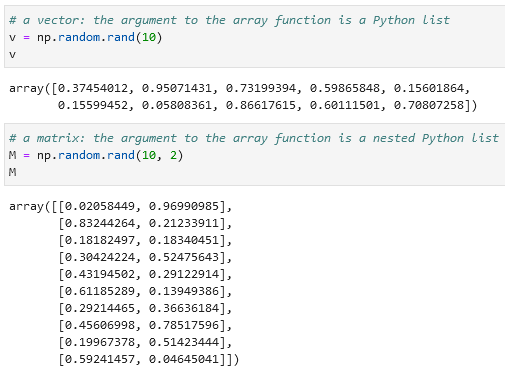 # a vector: the argument to the array function is a Python list
v = np.random.rand(10)
v
array([0.37454012, 0.95071431, 0.73199394, 0.59865848, 0.15601864,
       0.15599452, 0.05808361, 0.86617615, 0.60111501, 0.70807258])
# a matrix: the argument to the array function is a nested Python list
M = np.random.rand(10, 2)
M
array([[0.02058449, 0.96990985],
       [0.83244264, 0.21233911],
       [0.18182497, 0.18340451],
       [0.30424224, 0.52475643],
       [0.43194502, 0.29122914],
       [0.61185289, 0.13949386],
       [0.29214465, 0.36636184],
       [0.45606998, 0.78517596],
       [0.19967378, 0.51423444],
       [0.59241457, 0.04645041]])